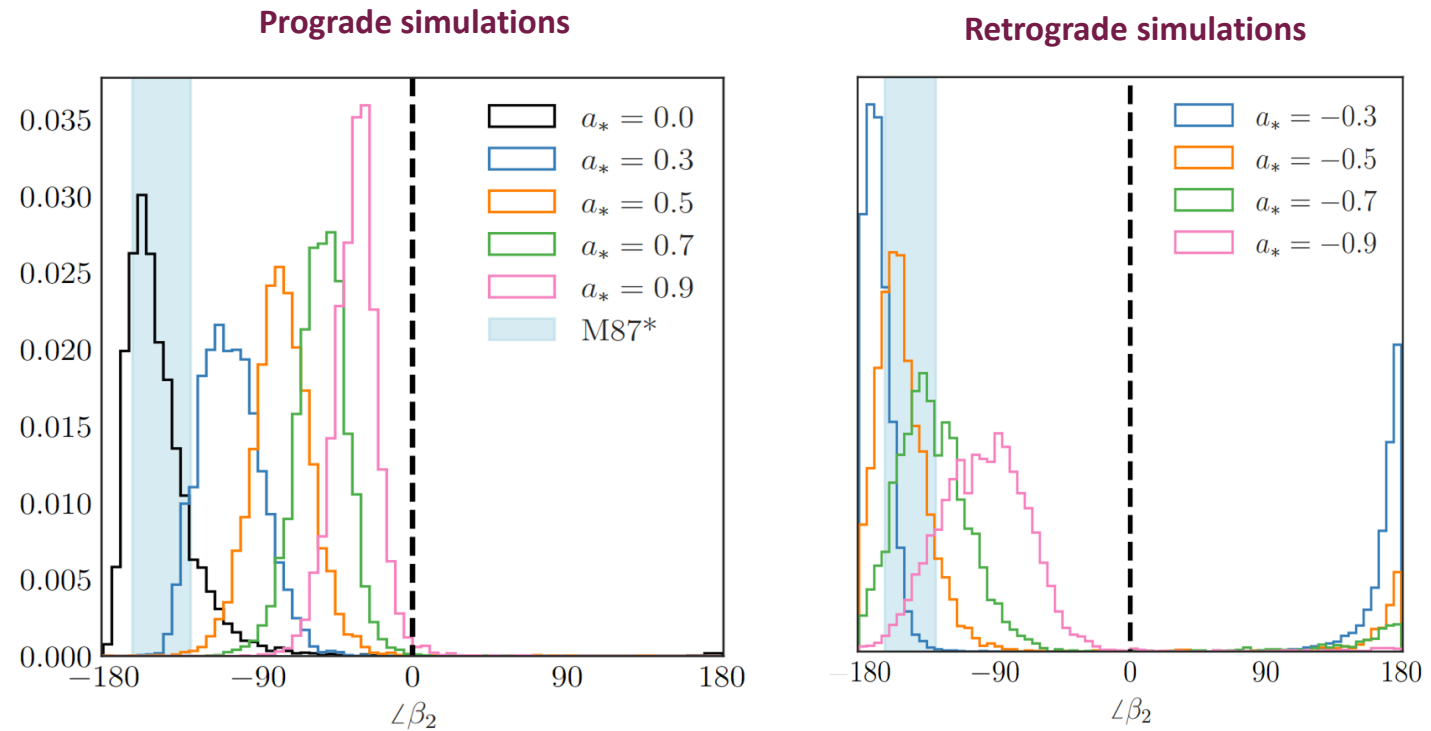 Prograde simulations
0.035
0.030
0.025
0.020
0.015
0.010
0.005
0.000
−180
−90
0
90
180
∠β₂
a* = 0.0
a* = 0.3
a* = 0.5
a* = 0.7
a* = 0.9
M87*
Retrograde simulations
a* = −0.3
a* = −0.5
a* = −0.7
a* = −0.9
−180
−90
0
90
180
∠β₂